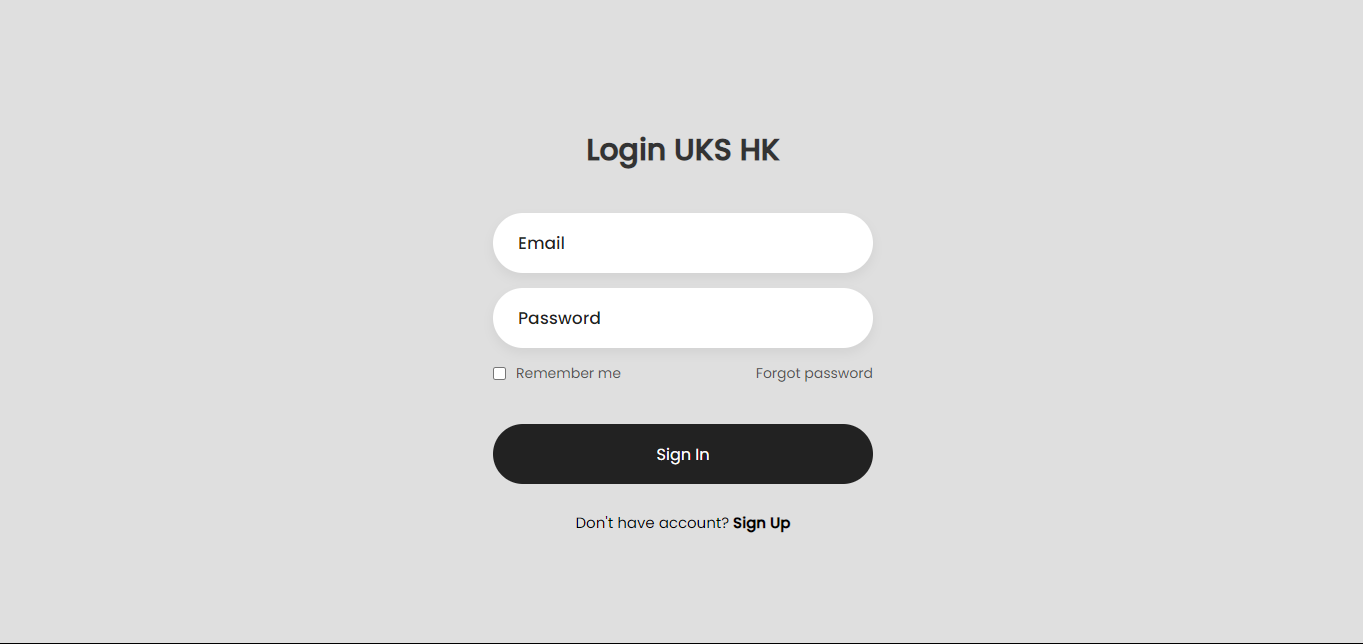 Login UKS HK
Email
Password
Remember me
Forgot password
Sign In
Don't have account? Sign Up